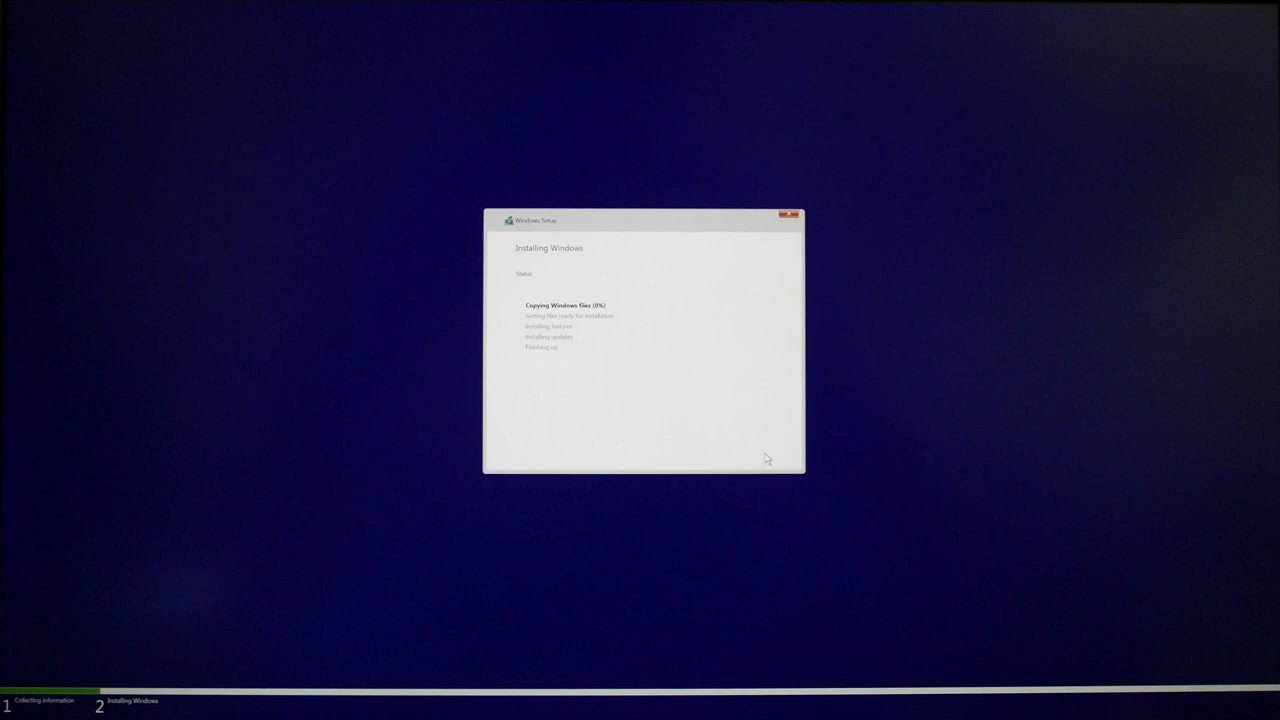 Windows Setup
Installing Windows
Status
Copying Windows files (0%)
Getting files ready for installation
Installing features
Installing updates
Finishing up
1 Collecting information
2 Installing Windows